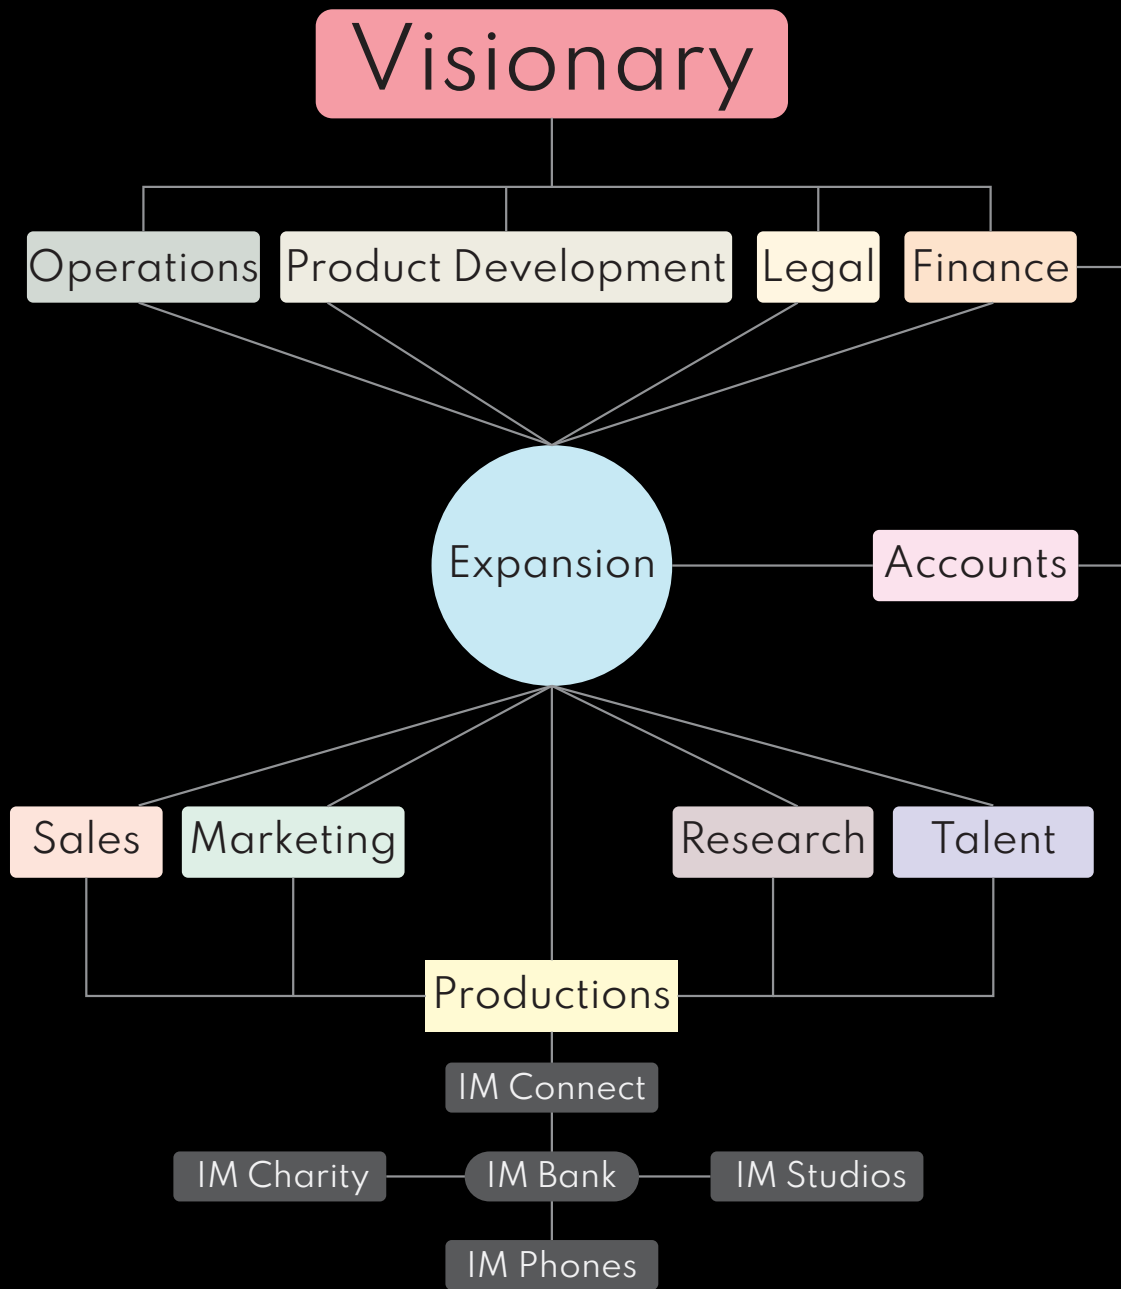 Visionary
Operations
Product Development
Legal
Finance
Expansion
Accounts
Sales
Marketing
Research
Talent
Productions
IM Connect
IM Charity
IM Bank
IM Studios
IM Phones